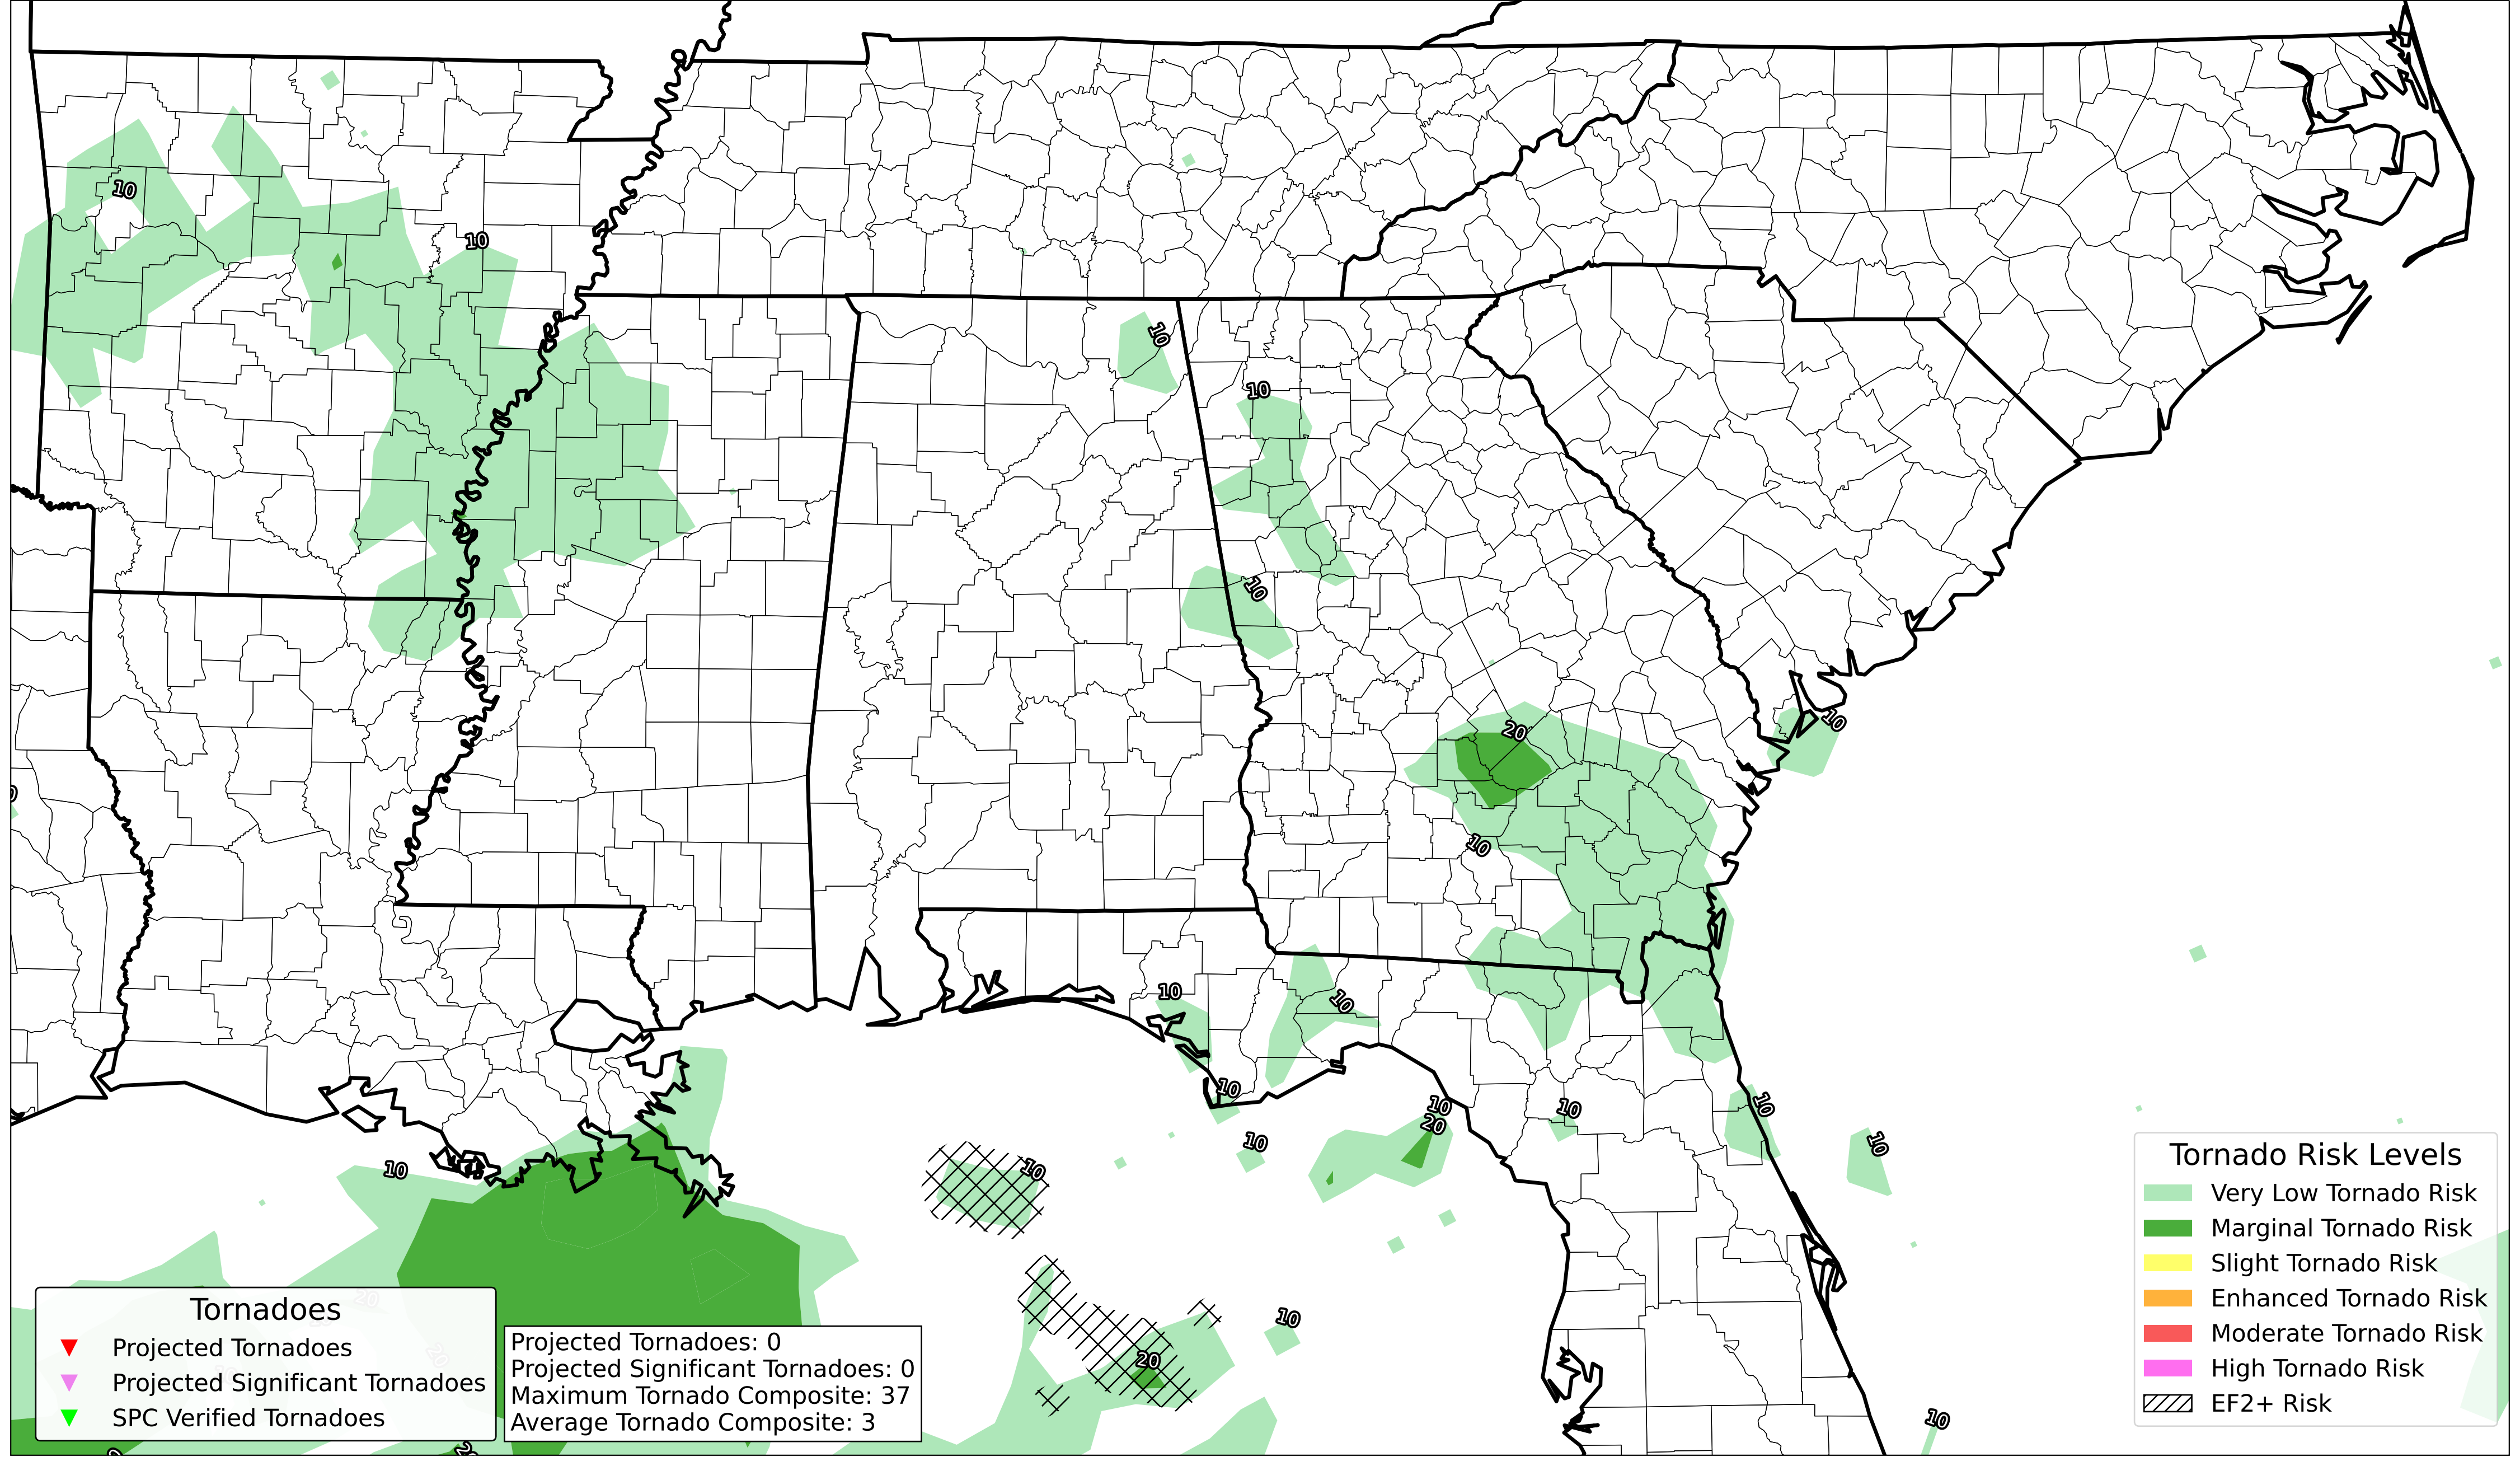 10
10
10
10
10
20
10
10
10
10
10
10
20
10
10
10
10
10
10
10
20
10
20
20
Tornadoes
Projected Tornadoes
Projected Significant Tornadoes
SPC Verified Tornadoes
Projected Tornadoes: 0
Projected Significant Tornadoes: 0
Maximum Tornado Composite: 37
Average Tornado Composite: 3
Tornado Risk Levels
Very Low Tornado Risk
Marginal Tornado Risk
Slight Tornado Risk
Enhanced Tornado Risk
Moderate Tornado Risk
High Tornado Risk
EF2+ Risk